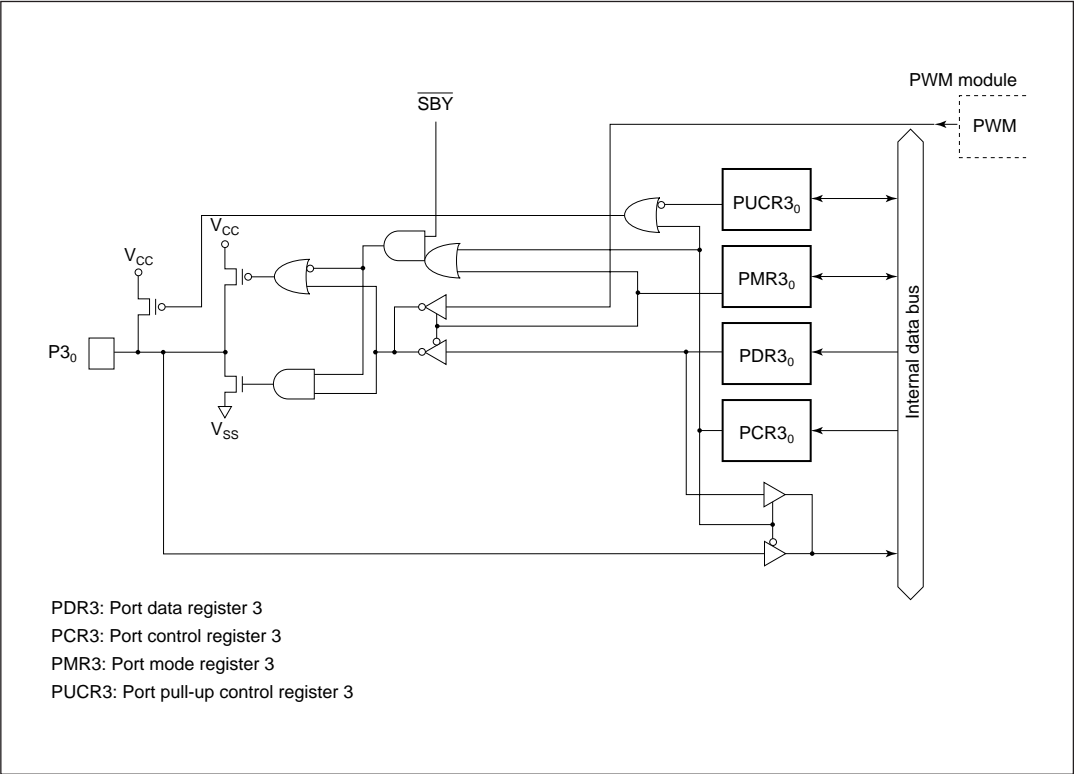 PWM module
SBY
PWM
PUCR3₀
V_CC
V_CC
PMR3₀
P3₀
PDR3₀
Internal data bus
PCR3₀
V_SS
PDR3: Port data register 3
PCR3: Port control register 3
PMR3: Port mode register 3
PUCR3: Port pull-up control register 3